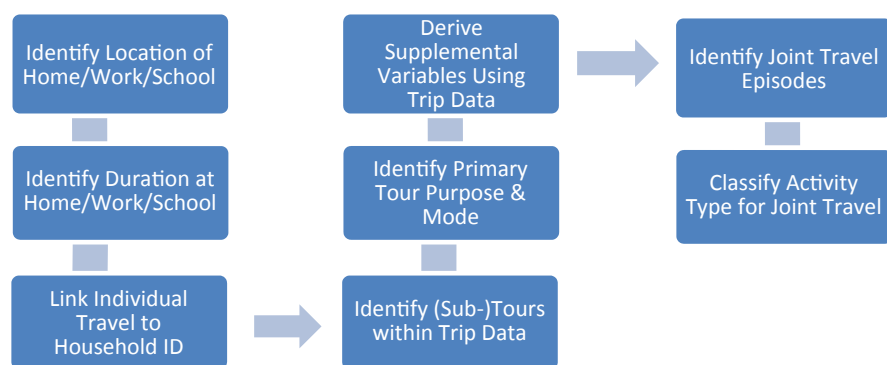 Identify Location of
Home/Work/School
Identify Duration at
Home/Work/School
Link Individual
Travel to
Household ID
Identify (Sub-)Tours
within Trip Data
Identify Primary
Tour Purpose &
Mode
Derive
Supplemental
Variables Using
Trip Data
Identify Joint Travel
Episodes
Classify Activity
Type for Joint Travel